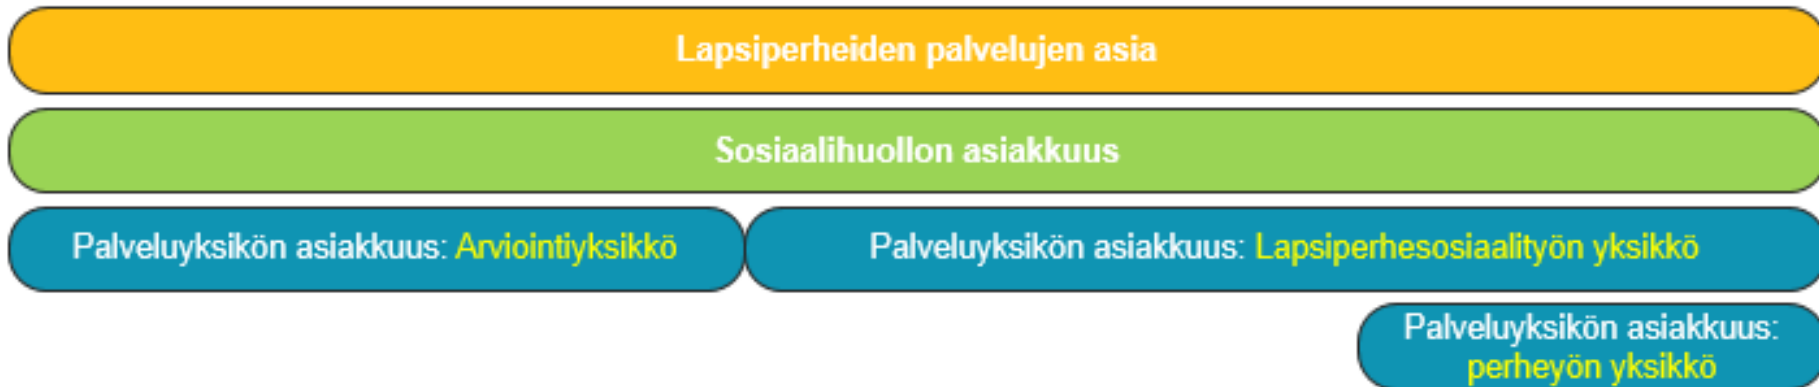 Lapsiperheiden palvelujen asia
Sosiaalihuollon asiakkuus
Palveluyksikön asiakkuus: Arviointiyksikkö
Palveluyksikön asiakkuus: Lapsiperhesosiaalityön yksikkö
Palveluyksikön asiakkuus:
perheyön yksikkö